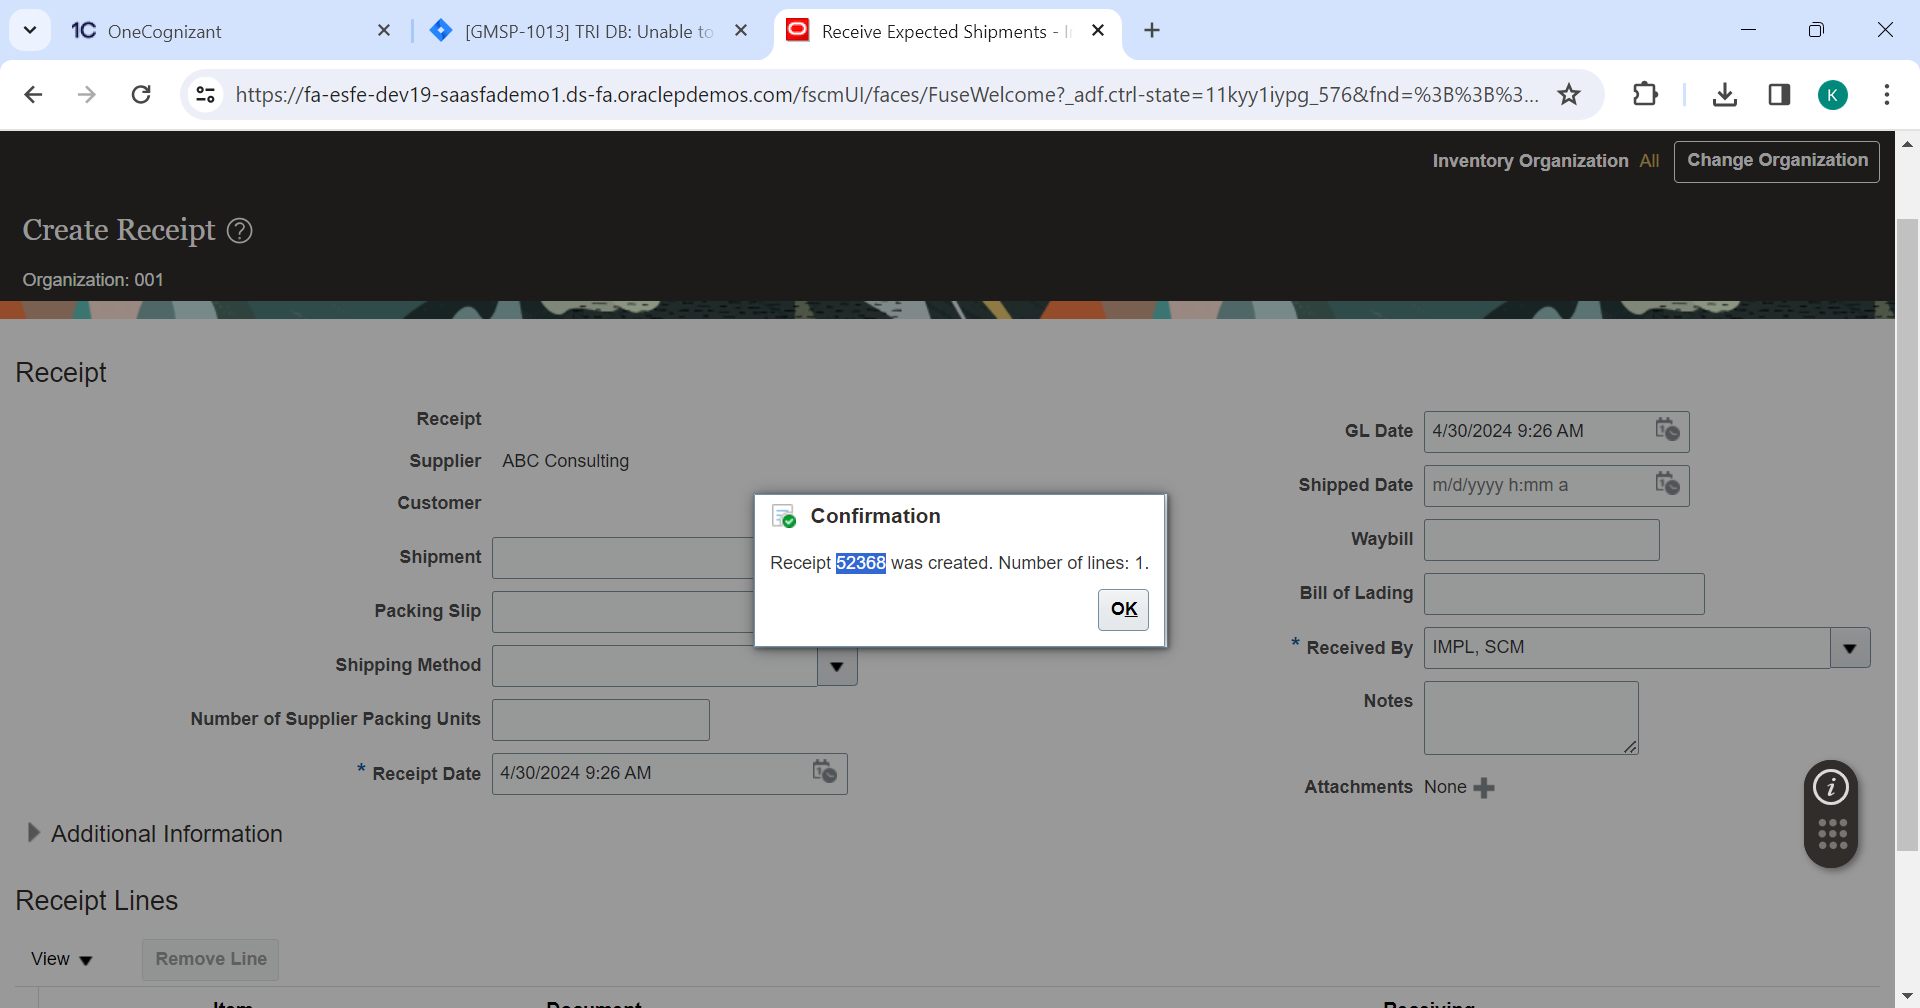 1C OneCognizant
[GMSP-1013] TRI DB: Unable to
Receive Expected Shipments - I
https://fa-esfe-dev19-saasfademo1.ds-fa.oraclepdemos.com/fscmUI/faces/FuseWelcome?_adf.ctrl-state=11kyy1iypg_576&fnd=%3B%3B%3...
K
Inventory Organization All Change Organization
Create Receipt ?
Organization: 001
Receipt
Receipt
Supplier ABC Consulting
Customer
Shipment
Packing Slip
Shipping Method
Number of Supplier Packing Units
* Receipt Date 4/30/2024 9:26 AM
GL Date 4/30/2024 9:26 AM
Shipped Date m/d/yyyy h:mm a
Waybill
Bill of Lading
* Received By IMPL, SCM
Notes
Attachments None
Confirmation
Receipt 52368 was created. Number of lines: 1.
OK
i
Additional Information
Receipt Lines
View Remove Line
Item Document Receiving